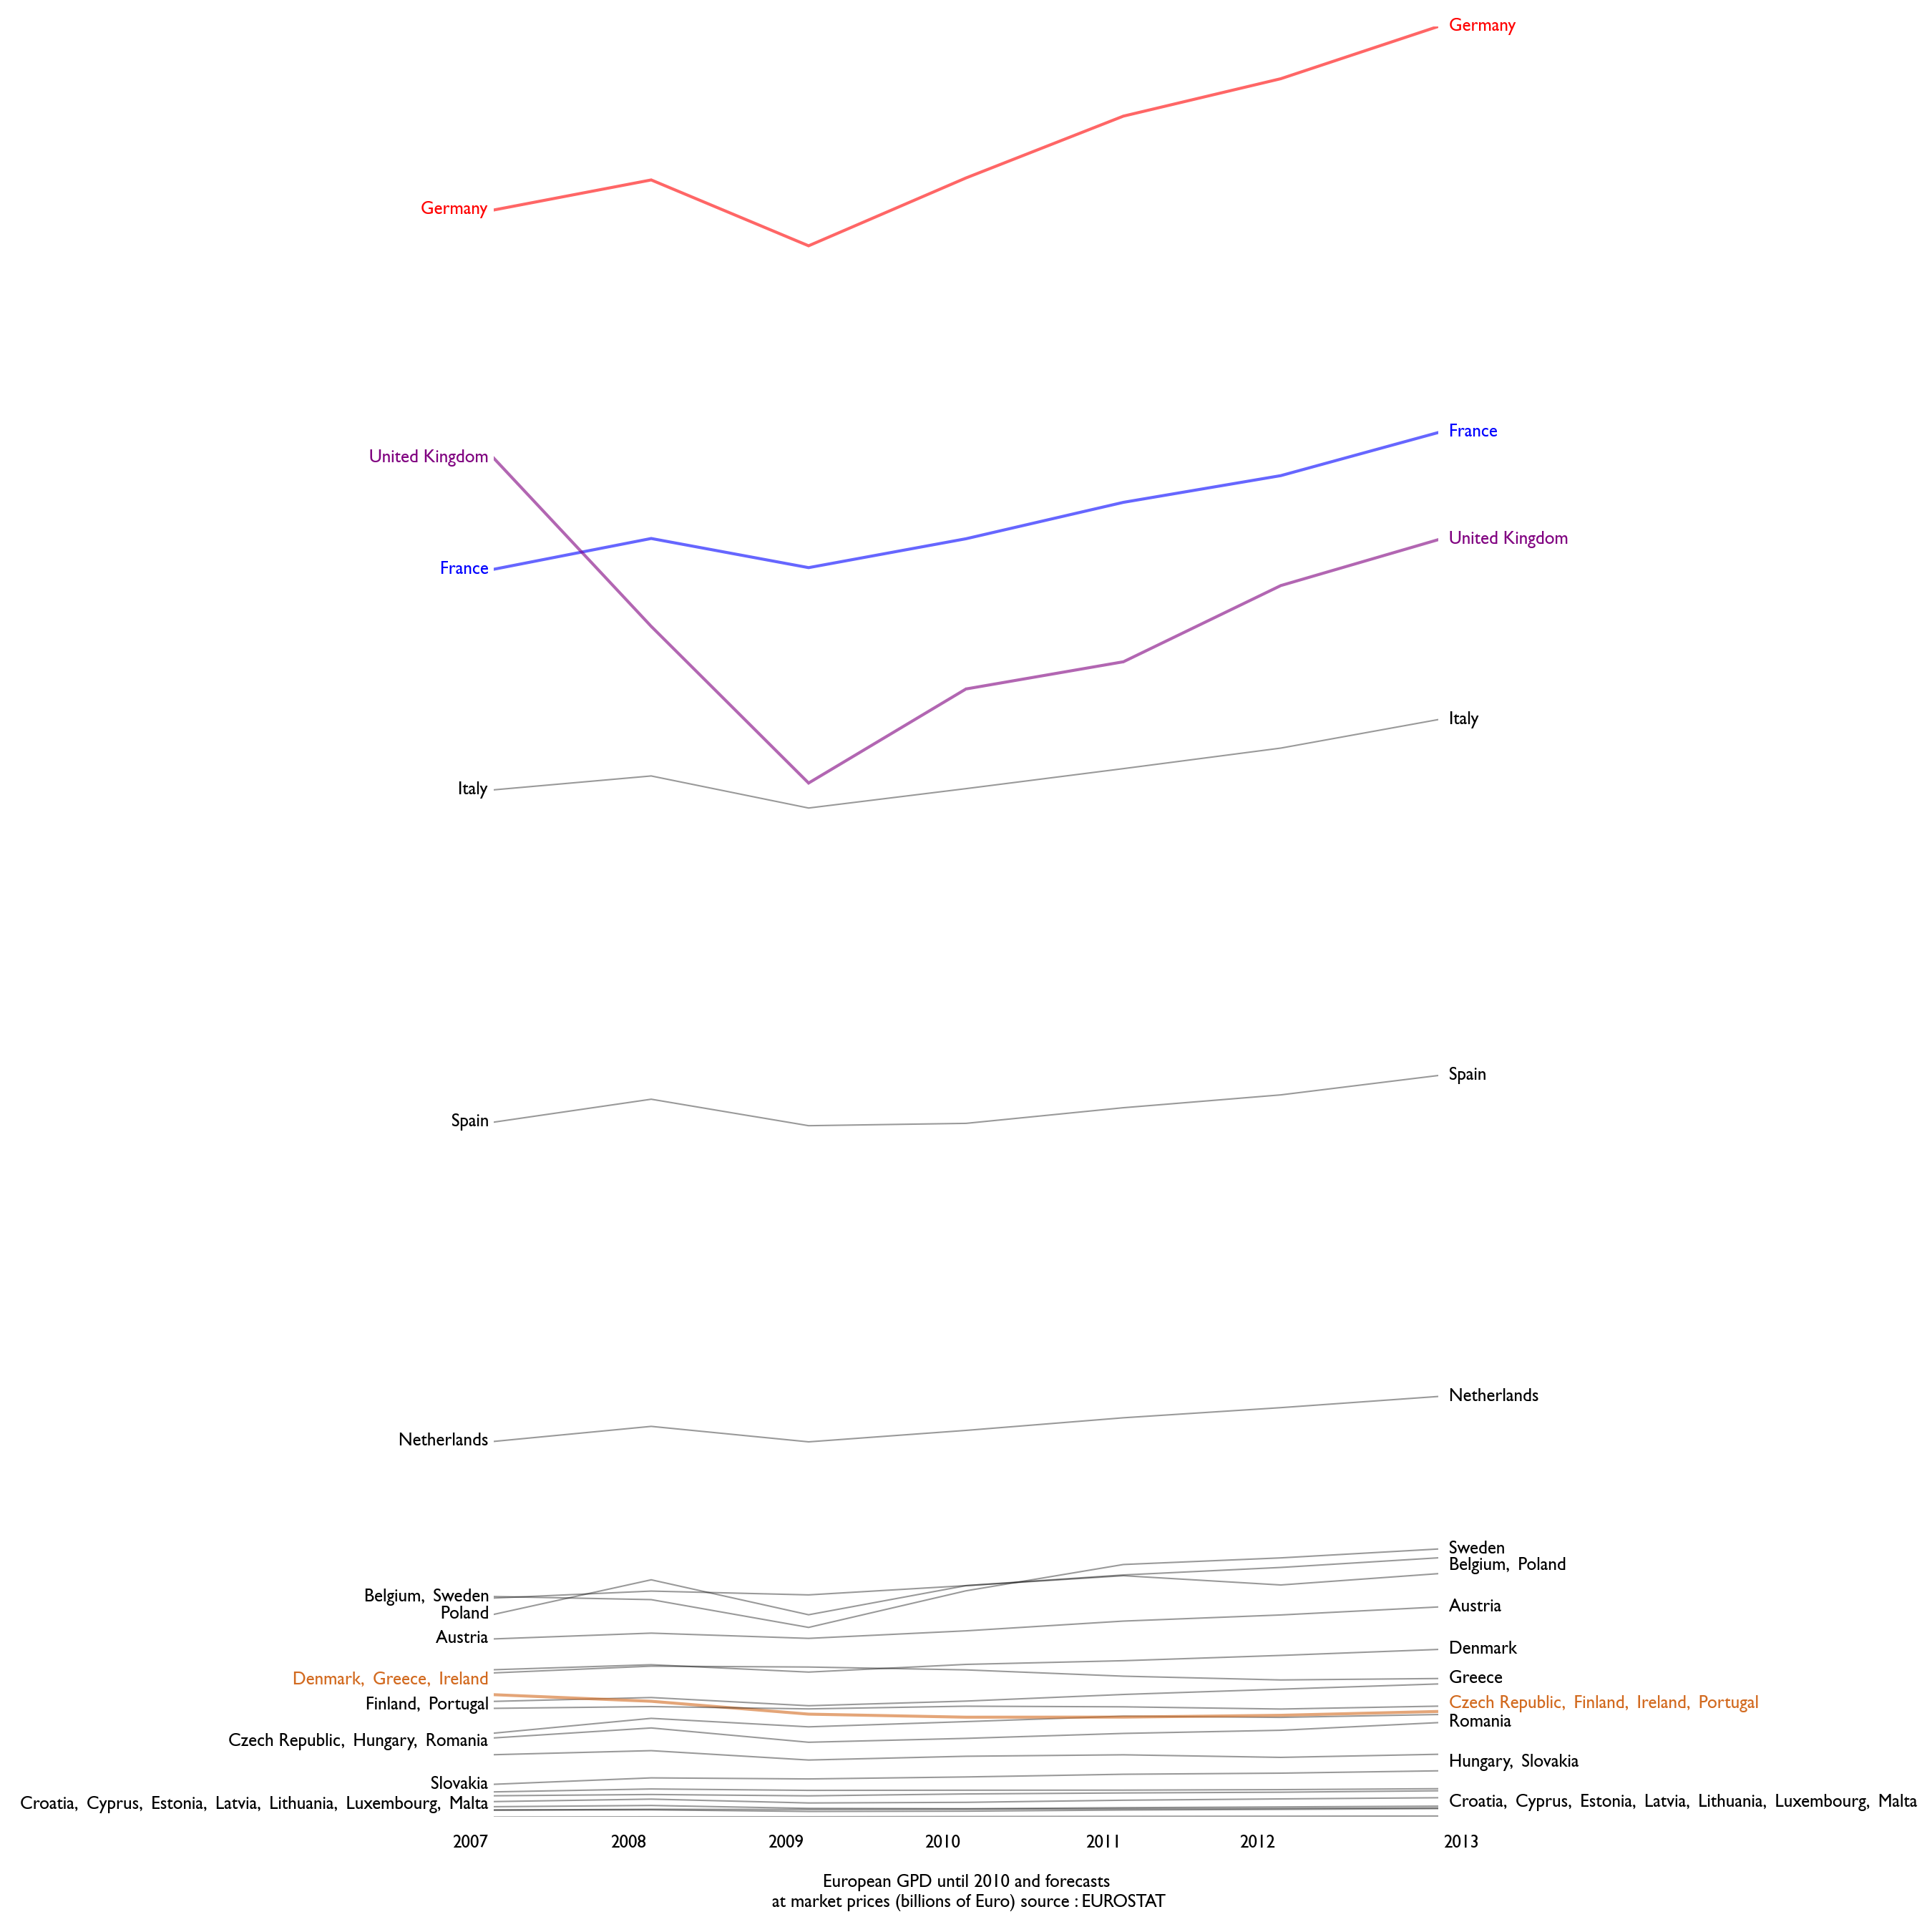 Germany
Germany
France
United Kingdom
United Kingdom
France
Italy
Italy
Spain
Spain
Netherlands
Netherlands
Sweden
Belgium, Poland
Belgium, Sweden
Poland
Austria
Austria
Denmark
Denmark, Greece, Ireland
Greece
Finland, Portugal
Czech Republic, Finland, Ireland, Portugal
Romania
Czech Republic, Hungary, Romania
Hungary, Slovakia
Slovakia
Croatia, Cyprus, Estonia, Latvia, Lithuania, Luxembourg, Malta
Croatia, Cyprus, Estonia, Latvia, Lithuania, Luxembourg, Malta
2007 2008 2009 2010 2011 2012 2013
European GPD until 2010 and forecasts
at market prices (billions of Euro) source : EUROSTAT